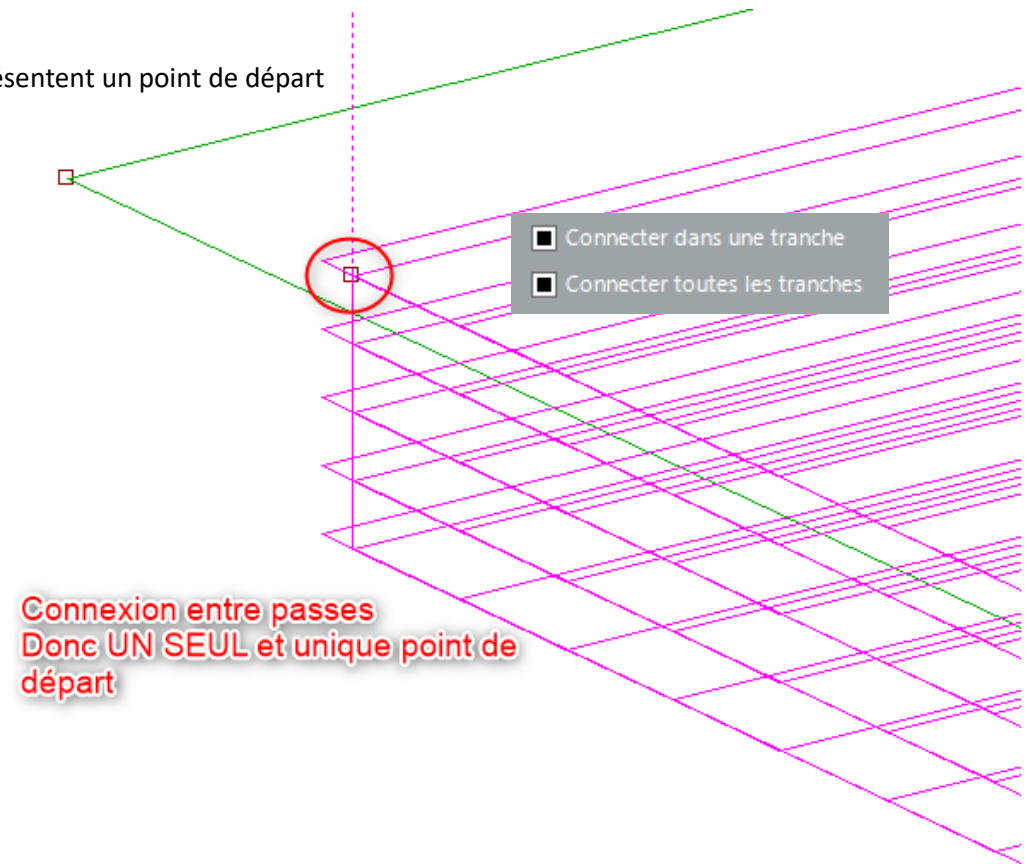 ésentent un point de départ
Connecter dans une tranche
Connecter toutes les tranches
Connexion entre passes
Donc UN SEUL et unique point de
départ